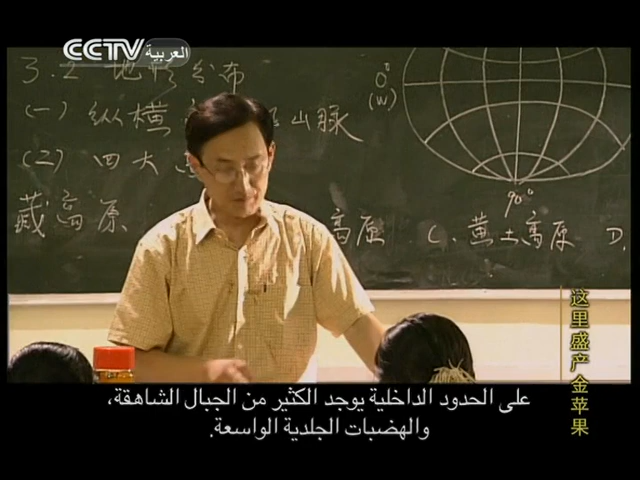 CCTV العربية
3.2 地形分布
(一) 纵横 山脉
(二) 四大
藏高原 高原 C. 黄土高原 D.
0°
(W)
90°
这里盛产金苹果
على الحدود الداخلية يوجد الكثير من الجبال الشاهقة،
والهضبات الجلدية الواسعة.